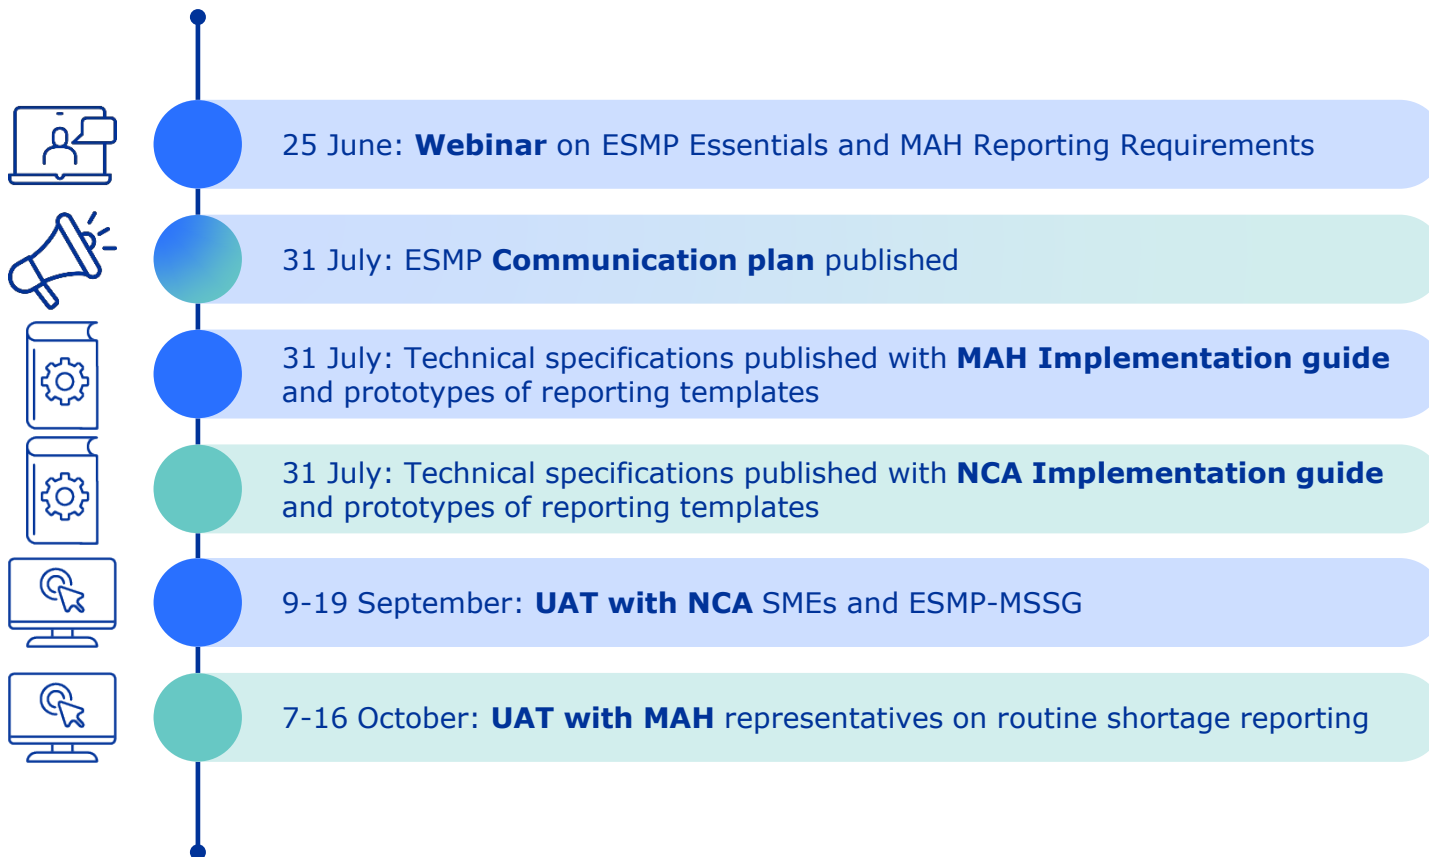 25 June: Webinar on ESMP Essentials and MAH Reporting Requirements
31 July: ESMP Communication plan published
31 July: Technical specifications published with MAH Implementation guide
and prototypes of reporting templates
31 July: Technical specifications published with NCA Implementation guide
and prototypes of reporting templates
9-19 September: UAT with NCA SMEs and ESMP-MSSG
7-16 October: UAT with MAH representatives on routine shortage reporting